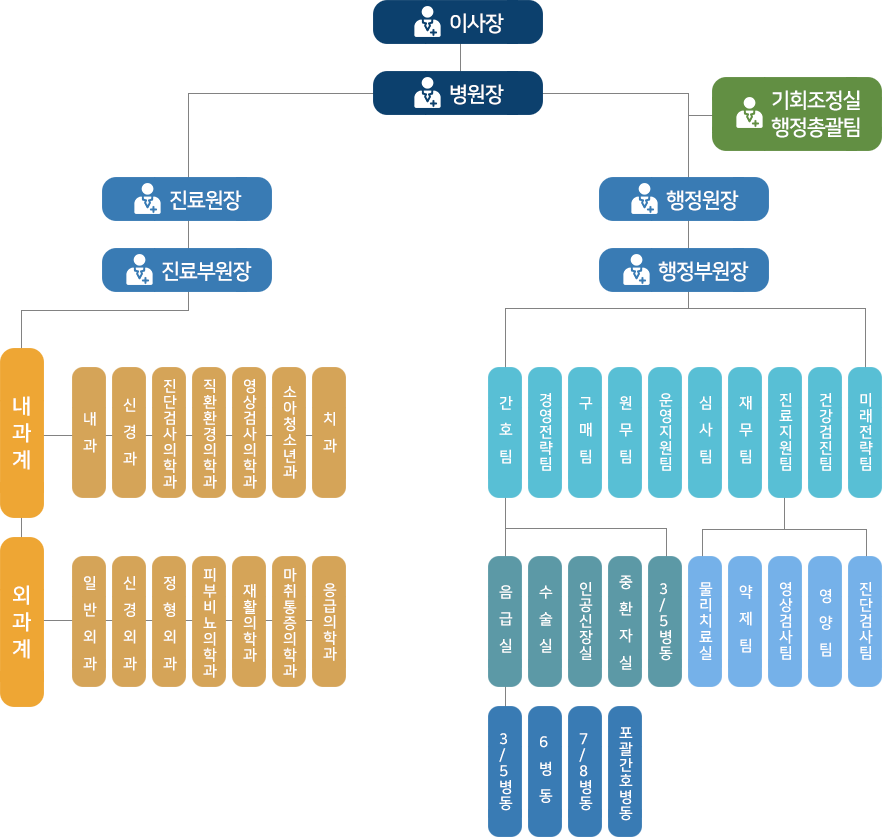 이사장
병원장
기회조정실
행정총괄팀
진료원장
행정원장
진료부원장
행정부원장
내과계
내과
신경과
진단검사의학과
직환환경의학과
영상검사의학과
소아청소년과
치과
간호팀
경영전략팀
구매팀
원무팀
운영지원팀
심사팀
재무팀
진료지원팀
건강검진팀
미래전략팀
외과계
일반외과
신경외과
정형외과
피부비뇨의학과
재활의학과
마취통증의학과
응급의학과
음급실
수술실
인공신장실
중환자실
3/5병동
물리치료실
약제팀
영상검사팀
영양팀
진단검사팀
3/5병동
6병동
7/8병동
포괄간호병동